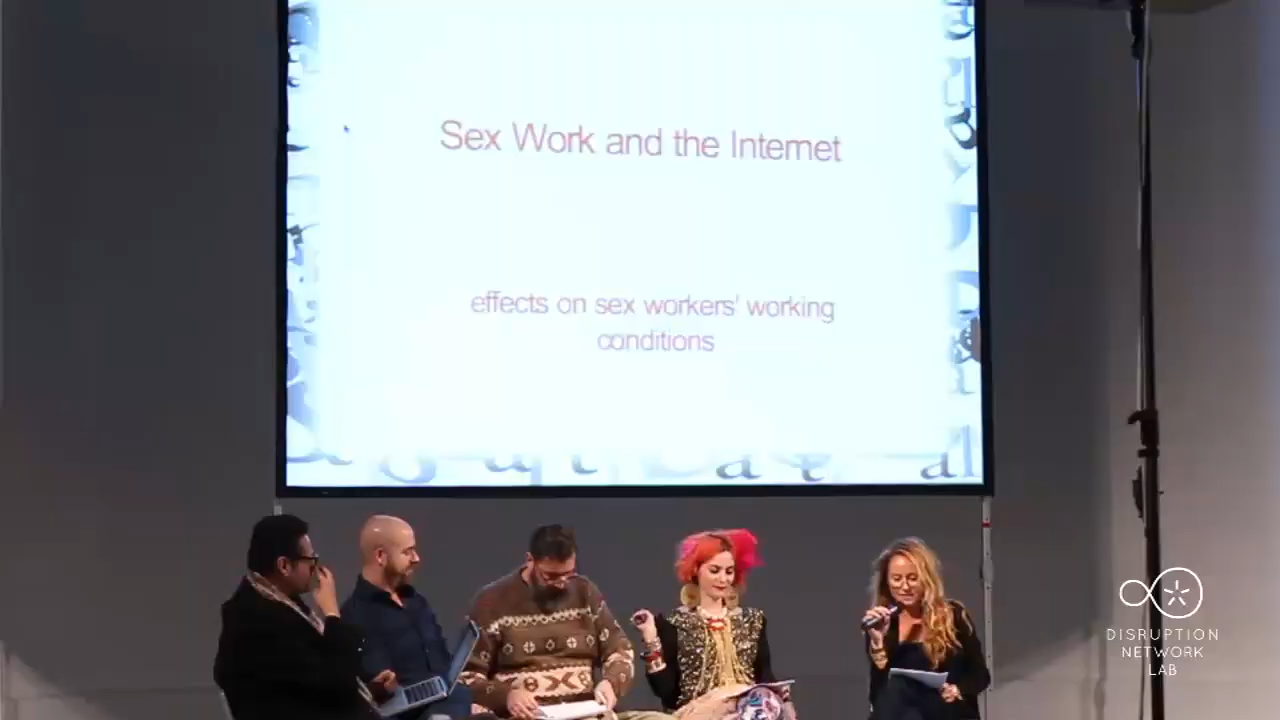 Sex Work and the Internet
effects on sex workers' working
conditions
DISRUPTION
NETWORK
LAB